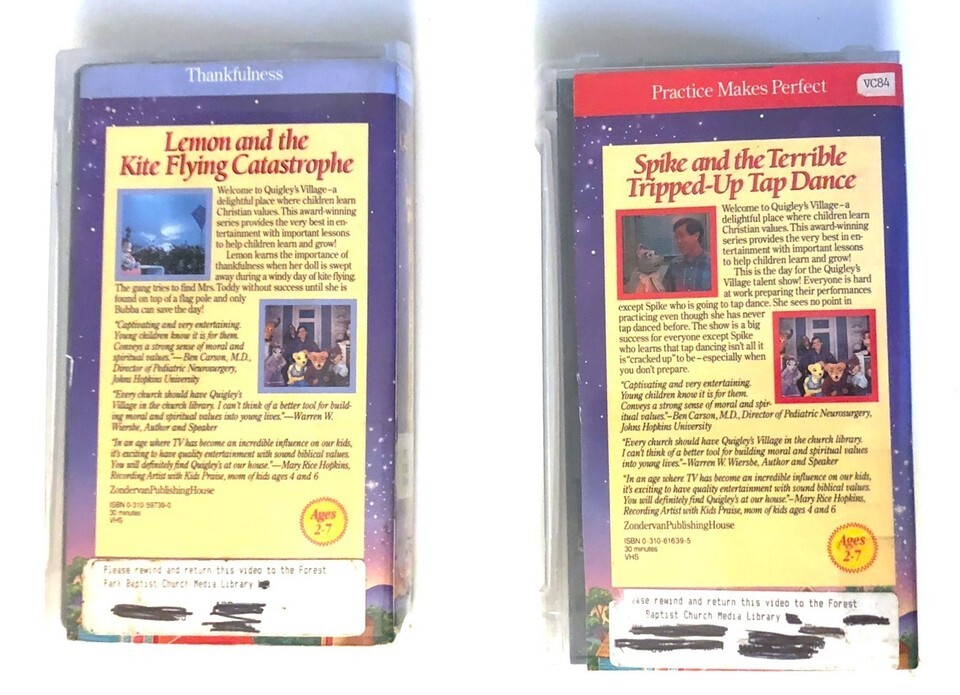 Thankfulness
Lemon and the
Kite Flying Catastrophe
Welcome to Quigley's Village–a
delightful place where children learn
Christian values. This award-winning
series provides the very best in en-
tertainment with important lessons
to help children learn and grow!
Lemon learns the importance of
thankfulness when her doll is swept
away during a windy day of kite flying.
The gang tries to find Mrs. Toddy without success until she is
found on top of a flag pole and only
Bubba can save the day!
"Captivating and very entertaining.
Young children know it is for them.
Conveys a strong sense of moral and
spiritual values."—Ben Carson, M.D.,
Director of Pediatric Neurosurgery,
Johns Hopkins University
"Every church should have Quigley's
Village in the church library. I can't think of a better tool for build-
ing moral and spiritual values into young lives."—Warren W.
Wiersbe, Author and Speaker
"In an age where TV has become an incredible influence on our kids,
it's exciting to have quality entertainment with sound biblical values.
You will definitely find Quigley's at our house."—Mary Rice Hopkins,
Recording Artist with Kids Praise, mom of kids ages 4 and 6
ZondervanPublishingHouse
ISBN 0-310-59739-0
30 minutes
VHS
Ages
2-7
Please rewind and return this video to the Forest
Park Baptist Church Media Library
Practice Makes Perfect
VC84
Spike and the Terrible
Tripped-Up Tap Dance
Welcome to Quigley's Village–a
delightful place where children learn
Christian values. This award-winning
series provides the very best in en-
tertainment with important lessons
to help children learn and grow!
This is the day for the Quigley's
Village talent show! Everyone is hard
at work preparing their performances
except Spike who is going to tap dance. She sees no point in
practicing even though she has never
tap danced before. The show is a big
success for everyone except Spike
who learns that tap dancing isn't all it
is "cracked up" to be–especially when
you don't prepare.
"Captivating and very entertaining.
Young children know it is for them.
Conveys a strong sense of moral and spir-
itual values."–Ben Carson, M.D., Director of Pediatric Neurosurgery,
Johns Hopkins University
"Every church should have Quigley's Village in the church library.
I can't think of a better tool for building moral and spiritual values
into young lives."–Warren W. Wiersbe, Author and Speaker
"In an age where TV has become an incredible influence on our kids,
it's exciting to have quality entertainment with sound biblical values.
You will definitely find Quigley's at our house."–Mary Rice Hopkins,
Recording Artist with Kids Praise, mom of kids ages 4 and 6
ZondervanPublishingHouse
ISBN 0-310-61639-5
30 minutes
VHS
Ages
2-7
ase rewind and return this video to the Forest
Baptist Church Media Library